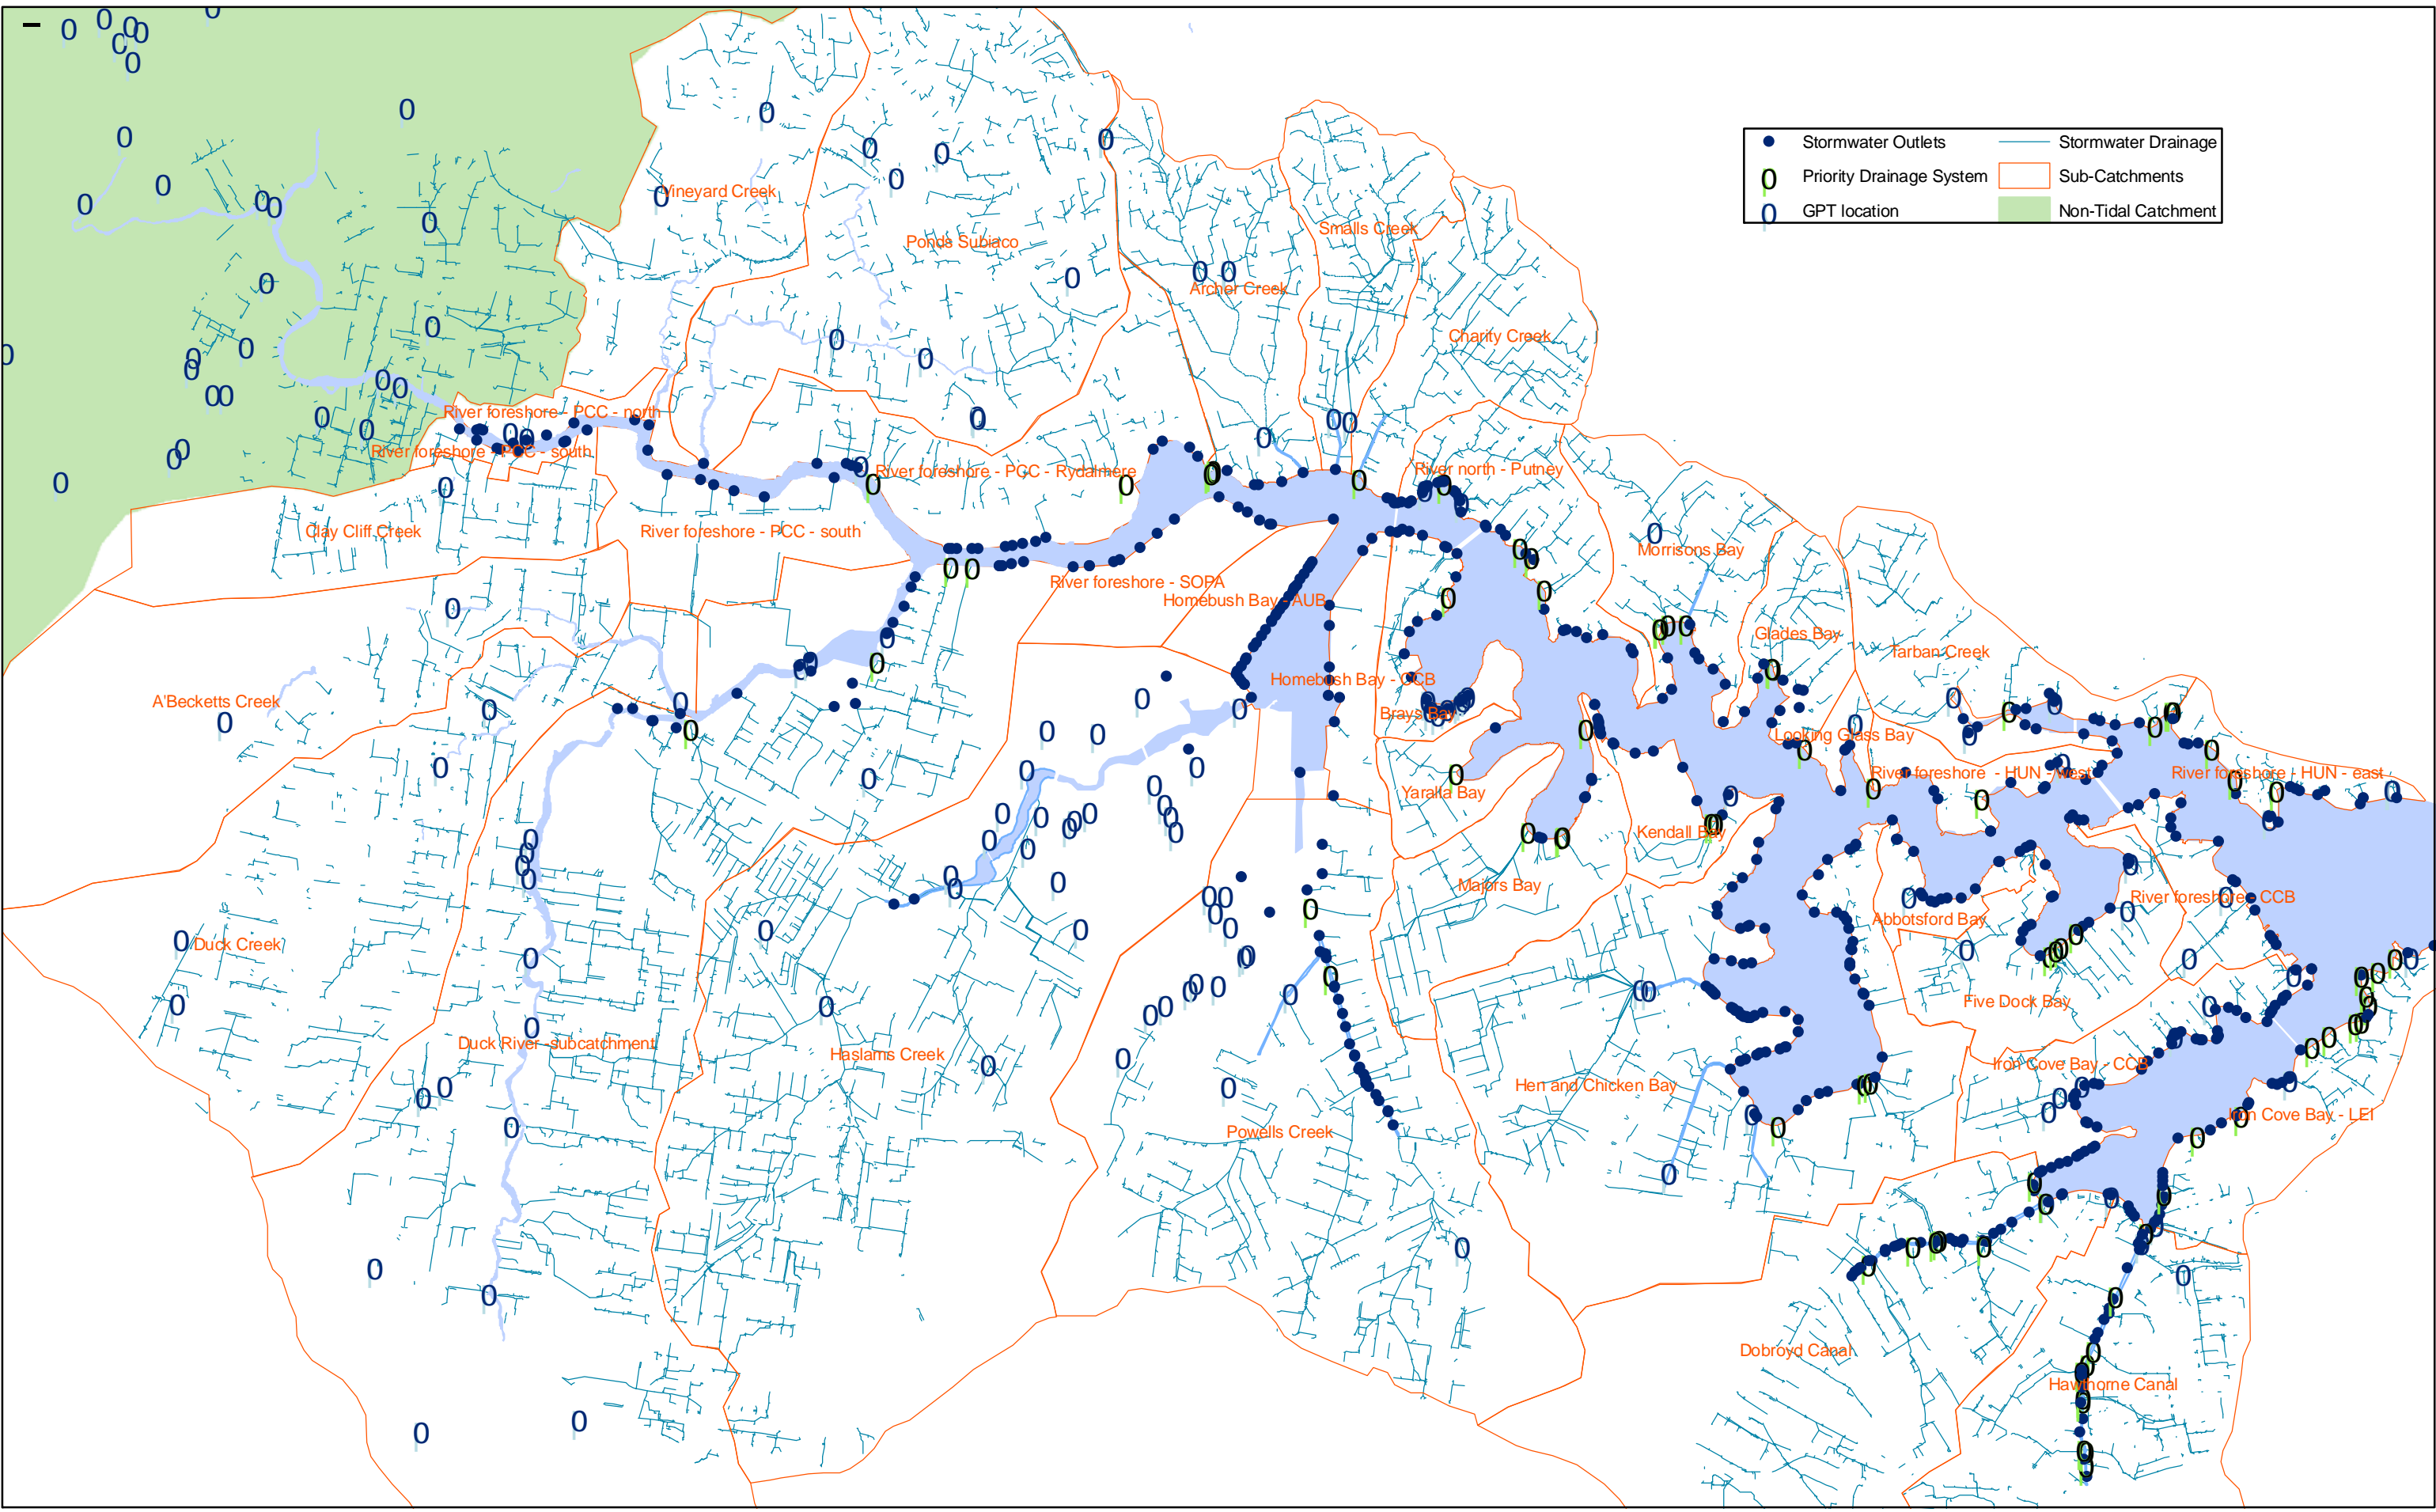 Stormwater Outlets
Stormwater Drainage
Priority Drainage System
Sub-Catchments
GPT location
Non-Tidal Catchment
Vineyard Creek
Ponds Subiaco
Smalls Creek
Archer Creek
Charity Creek
River foreshore - PCC - north
River foreshore - PCC - south
River foreshore - PCC - Rydalmere
River north - Putney
Clay Cliff Creek
River foreshore - PCC - south
Morrisons Bay
River foreshore - SOPA
Homebush Bay - AUB
Glades Bay
Tarban Creek
Homebush Bay - CCB
A'Becketts Creek
Brays Bay
Looking Glass Bay
River foreshore - HUN - west
River foreshore - HUN - east
Yaralla Bay
Kendall Bay
Majors Bay
River foreshore - CCB
Abbotsford Bay
Duck Creek
Five Dock Bay
Duck River -subcatchment
Haslams Creek
Iron Cove Bay - CCB
Hen and Chicken Bay
Iron Cove Bay - LEI
Powells Creek
Dobroyd Canal
Hawthorne Canal